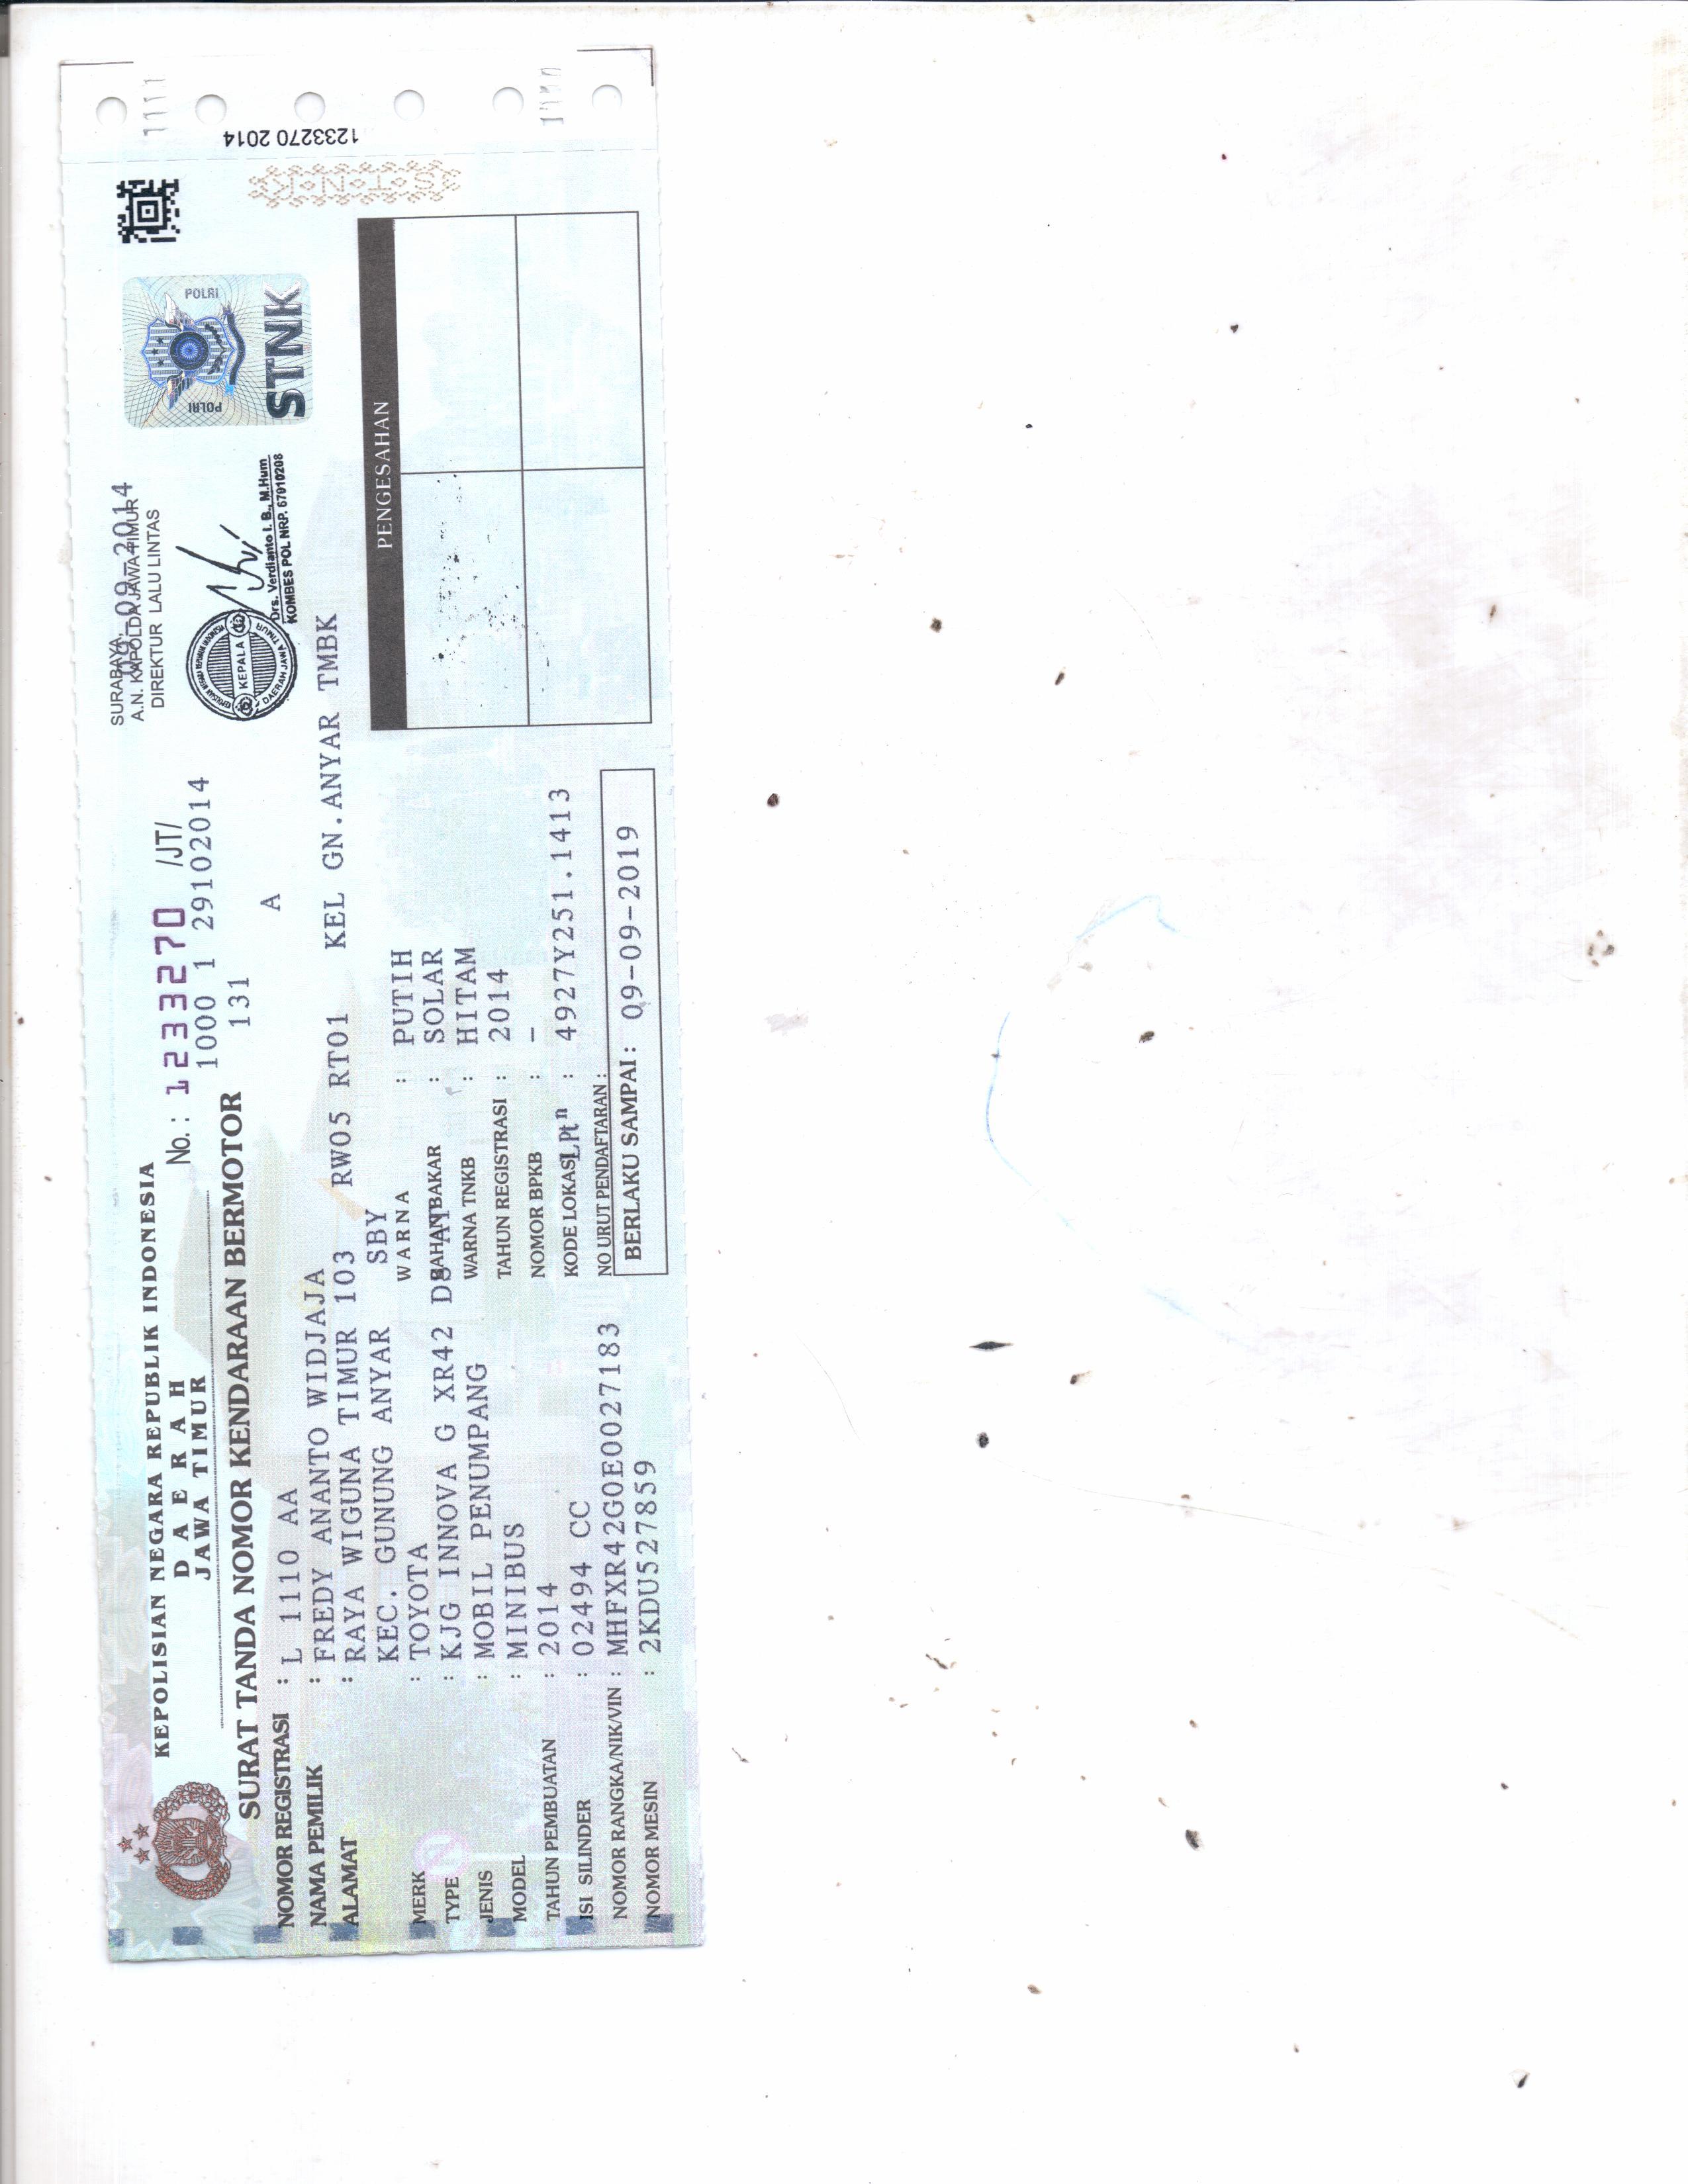 KEPOLISIAN NEGARA REPUBLIK INDONESIA
D A E R A H
JAWA TIMUR
No.: 1233270 /JT/
1000 1 29102014
SURAT TANDA NOMOR KENDARAAN BERMOTOR 131
NOMOR REGISTRASI : L 1110 AA A
NAMA PEMILIK : FREDY ANANTO WIDJAJA
ALAMAT : RAYA WIGUNA TIMUR 103 RW05 RT01 KEL GN.ANYAR TMBK
KEC. GUNUNG ANYAR SBY
MERK : TOYOTA
TYPE : KJG INNOVA G XR42 DS
JENIS : MOBIL PENUMPANG
MODEL : MINIBUS
TAHUN PEMBUATAN : 2014
ISI SILINDER : 02494 CC
NOMOR RANGKA/NIK/VIN : MHFXR42G0E0027183
NOMOR MESIN : 2KDU527859
WARNA : PUTIH
BAHAN BAKAR : SOLAR
WARNA TNKB : HITAM
TAHUN REGISTRASI : 2014
NOMOR BPKB : -
KODE LOKASI : 4927Y251.1413
NO URUT PENDAFTARAN :
BERLAKU SAMPAI : 09-09-2019
SURABAYA, 09-2014
A.N. KAPOLDA JAWA TIMUR
DIREKTUR LALU LINTAS
KEPALA
DAERAH JAWA TIMUR
Drs. Verdianto I. B., M.Hum
KOMBES POL NRP. 67010208
POLRI
POLRI
STNK
PENGESAHAN
STNK
1233270 2014